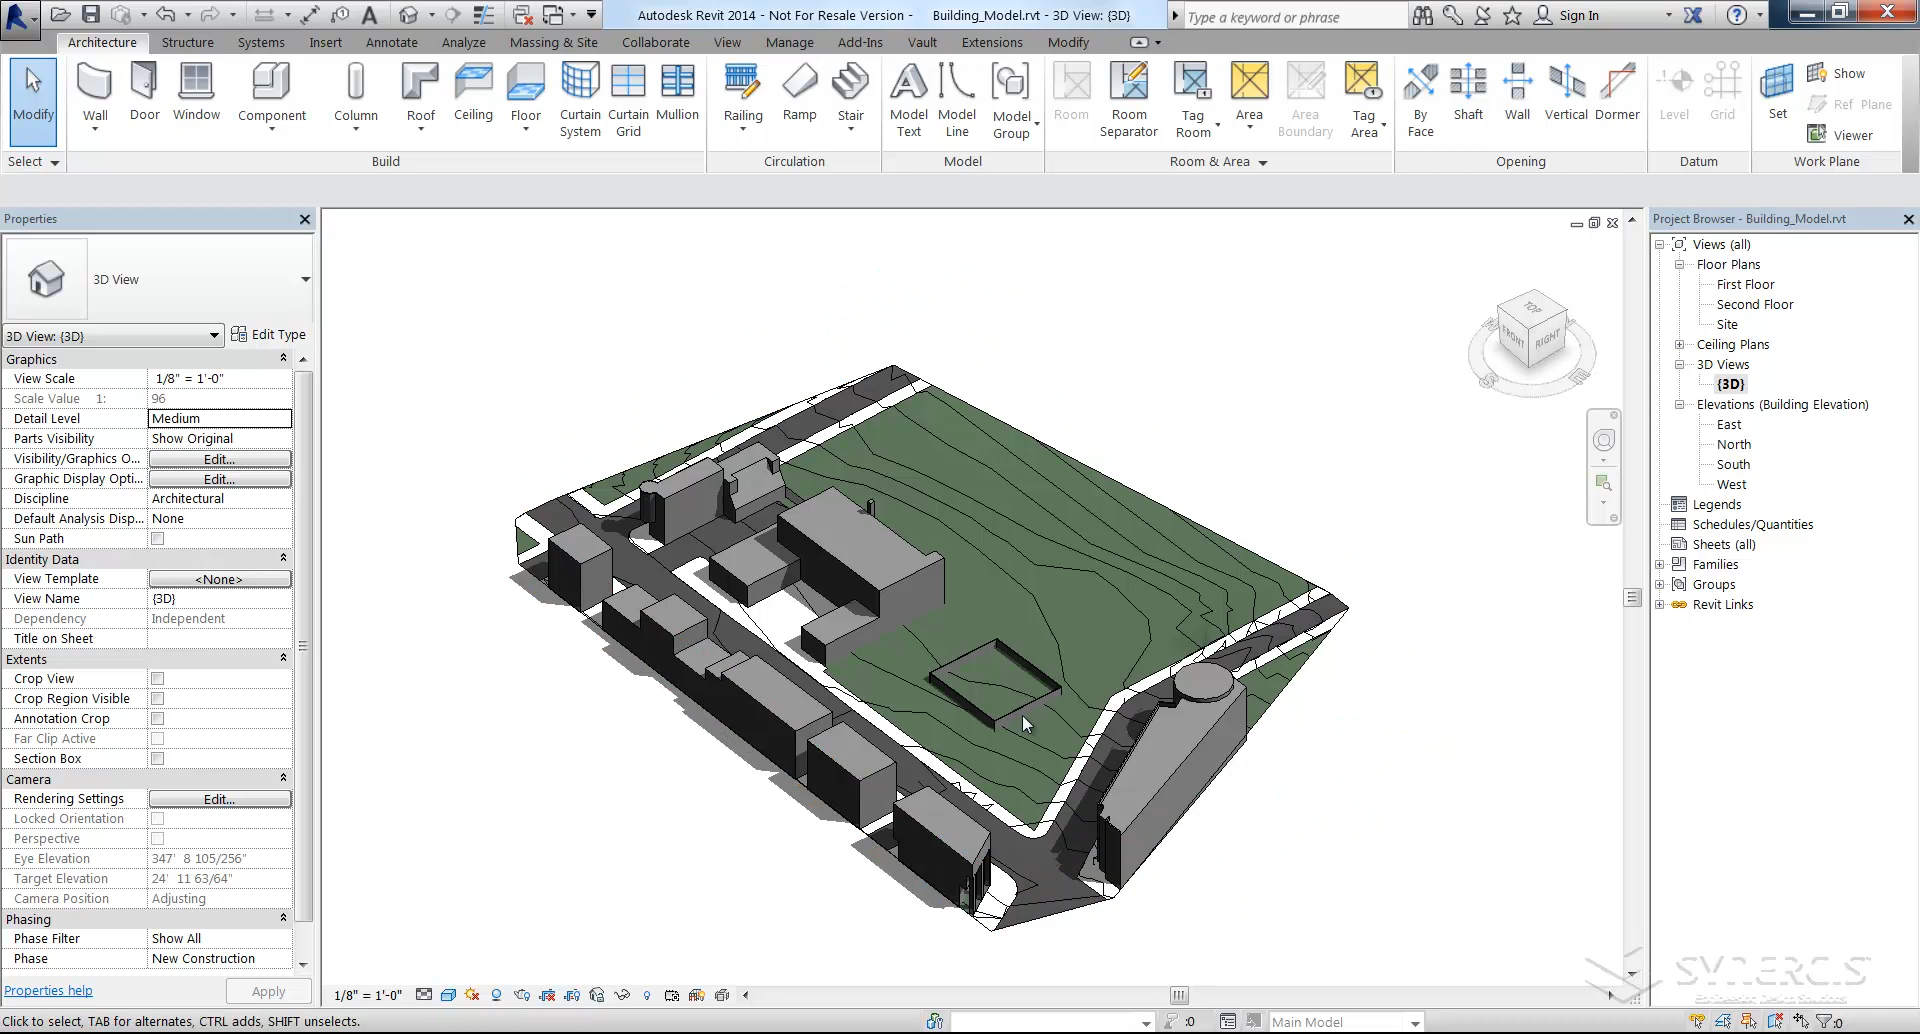 Autodesk Revit 2014 - Not For Resale Version - Building_Model.rvt - 3D View: {3D}
Type a keyword or phrase
Sign In
Architecture Structure Systems Insert Annotate Analyze Massing & Site Collaborate View Manage Add-Ins Vault Extensions Modify
Modify
Wall
Door
Window
Component
Column
Roof
Ceiling
Floor
Curtain System
Curtain Grid
Mullion
Railing
Ramp
Stair
Model Text
Model Line
Model Group
Room
Room Separator
Tag Room
Area
Area Boundary
Tag Area
By Face
Shaft
Wall
Vertical
Dormer
Level
Grid
Set
Show
Ref Plane
Viewer
Select
Build
Circulation
Model
Room & Area
Opening
Datum
Work Plane
Properties
3D View
3D View: {3D}
Edit Type
Graphics
View Scale 1/8" = 1'-0"
Scale Value 1: 96
Detail Level Medium
Parts Visibility Show Original
Visibility/Graphics O... Edit...
Graphic Display Opti... Edit...
Discipline Architectural
Default Analysis Disp... None
Sun Path
Identity Data
View Template <None>
View Name {3D}
Dependency Independent
Title on Sheet
Extents
Crop View
Crop Region Visible
Annotation Crop
Far Clip Active
Section Box
Camera
Rendering Settings Edit...
Locked Orientation
Perspective
Eye Elevation 347' 8 105/256"
Target Elevation 24' 11 63/64"
Camera Position Adjusting
Phasing
Phase Filter Show All
Phase New Construction
Properties help
Apply
TOP
FRONT
RIGHT
S
E
Project Browser - Building_Model.rvt
Views (all)
Floor Plans
First Floor
Second Floor
Site
Ceiling Plans
3D Views
{3D}
Elevations (Building Elevation)
East
North
South
West
Legends
Schedules/Quantities
Sheets (all)
Families
Groups
Revit Links
SYNERGIS
Engineering Design Solutions
1/8" = 1'-0"
Click to select, TAB for alternates, CTRL adds, SHIFT unselects.
:0
Main Model
:0